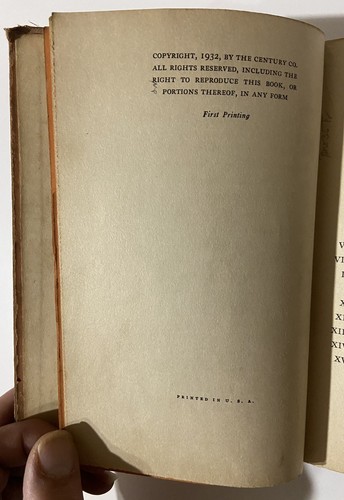 COPYRIGHT, 1932, BY THE CENTURY CO.
ALL RIGHTS RESERVED, INCLUDING THE
RIGHT TO REPRODUCE THIS BOOK, OR
PORTIONS THEREOF, IN ANY FORM
First Printing
PRINTED IN U. S. A.